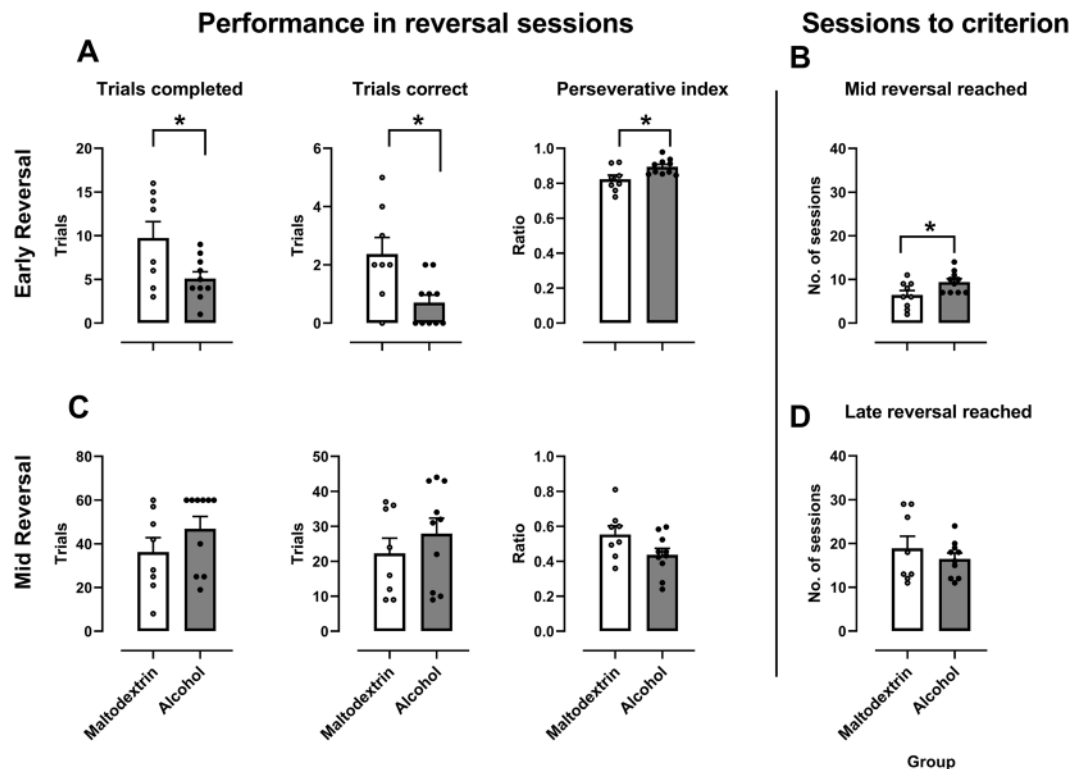 Performance in reversal sessions
Sessions to criterion
A
Trials completed
Trials correct
Perseverative index
B
Mid reversal reached
Early Reversal
*
Trials
20
15
10
5
0
*
Trials
6
4
2
0
*
Ratio
1.0
0.8
0.6
0.4
0.2
0.0
*
No. of sessions
40
30
20
10
0
C
D
Late reversal reached
Mid Reversal
Trials
80
60
40
20
0
Maltodextrin
Alcohol
Trials
50
40
30
20
10
0
Maltodextrin
Alcohol
Ratio
1.0
0.8
0.6
0.4
0.2
0.0
Maltodextrin
Alcohol
No. of sessions
40
30
20
10
0
Maltodextrin
Alcohol
Group